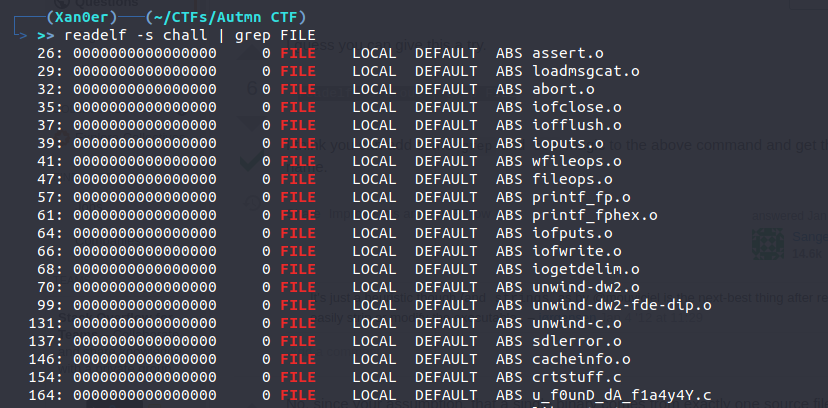 (Xan0er)──(~/CTFs/Autmn CTF)
>> readelf -s chall | grep FILE
26: 0000000000000000 0 FILE LOCAL DEFAULT ABS assert.o
29: 0000000000000000 0 FILE LOCAL DEFAULT ABS loadmsgcat.o
32: 0000000000000000 0 FILE LOCAL DEFAULT ABS abort.o
35: 0000000000000000 0 FILE LOCAL DEFAULT ABS iofclose.o
37: 0000000000000000 0 FILE LOCAL DEFAULT ABS iofflush.o
39: 0000000000000000 0 FILE LOCAL DEFAULT ABS ioputs.o
41: 0000000000000000 0 FILE LOCAL DEFAULT ABS wfileops.o
47: 0000000000000000 0 FILE LOCAL DEFAULT ABS fileops.o
57: 0000000000000000 0 FILE LOCAL DEFAULT ABS printf_fp.o
61: 0000000000000000 0 FILE LOCAL DEFAULT ABS printf_fphex.o
64: 0000000000000000 0 FILE LOCAL DEFAULT ABS iofputs.o
66: 0000000000000000 0 FILE LOCAL DEFAULT ABS iofwrite.o
68: 0000000000000000 0 FILE LOCAL DEFAULT ABS iogetdelim.o
70: 0000000000000000 0 FILE LOCAL DEFAULT ABS unwind-dw2.o
99: 0000000000000000 0 FILE LOCAL DEFAULT ABS unwind-dw2-fde-dip.o
131: 0000000000000000 0 FILE LOCAL DEFAULT ABS unwind-c.o
137: 0000000000000000 0 FILE LOCAL DEFAULT ABS sdlerror.o
146: 0000000000000000 0 FILE LOCAL DEFAULT ABS cacheinfo.o
154: 0000000000000000 0 FILE LOCAL DEFAULT ABS crtstuff.c
164: 0000000000000000 0 FILE LOCAL DEFAULT ABS u_f0unD_dA_f1a4y4Y.c